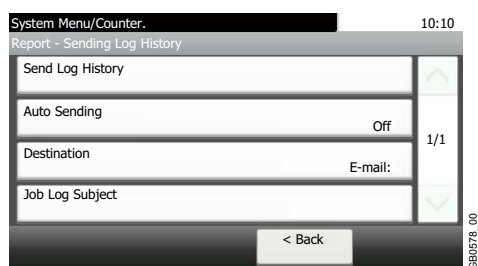 System Menu/Counter.
10:10
Report - Sending Log History
Send Log History
Auto Sending
Off
1/1
Destination
E-mail:
Job Log Subject
< Back
GB0578_00